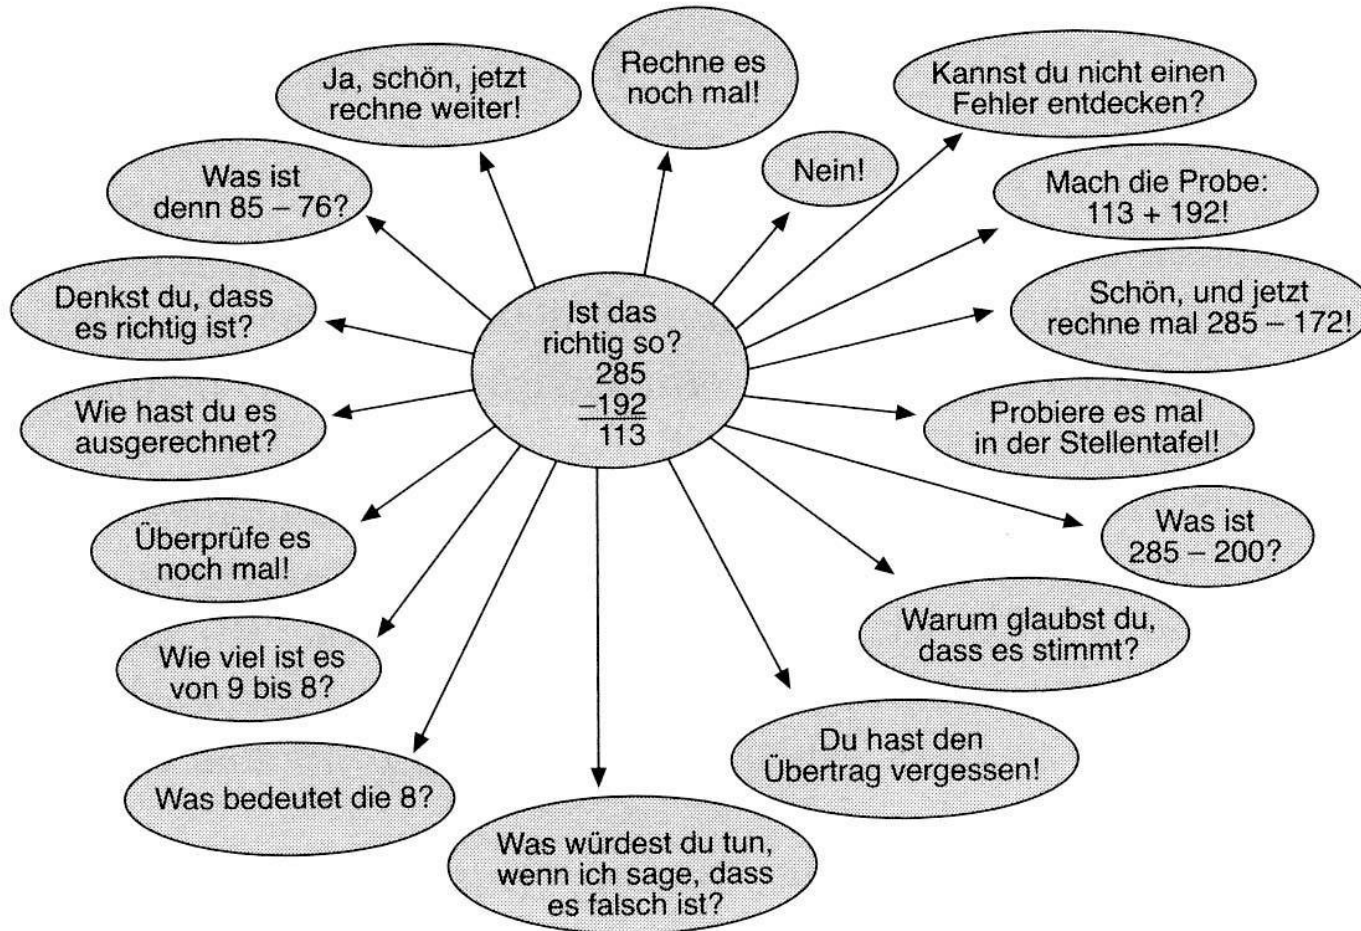 Ist das
richtig so?
285
–192
113
Ja, schön, jetzt
rechne weiter!
Rechne es
noch mal!
Nein!
Kannst du nicht einen
Fehler entdecken?
Mach die Probe:
113 + 192!
Schön, und jetzt
rechne mal 285 – 172!
Probiere es mal
in der Stellentafel!
Was ist
285 – 200?
Warum glaubst du,
dass es stimmt?
Du hast den
Übertrag vergessen!
Was würdest du tun,
wenn ich sage, dass
es falsch ist?
Was bedeutet die 8?
Wie viel ist es
von 9 bis 8?
Überprüfe es
noch mal!
Wie hast du es
ausgerechnet?
Denkst du, dass
es richtig ist?
Was ist
denn 85 – 76?